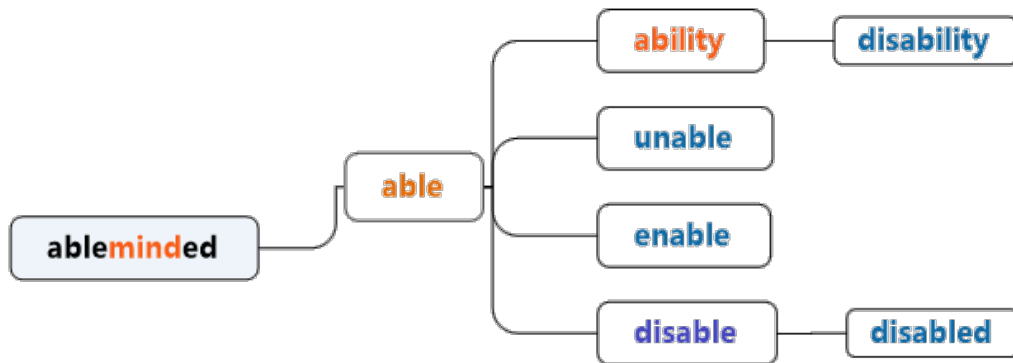 ability
disability
unable
able
enable
ableminded
disable
disabled